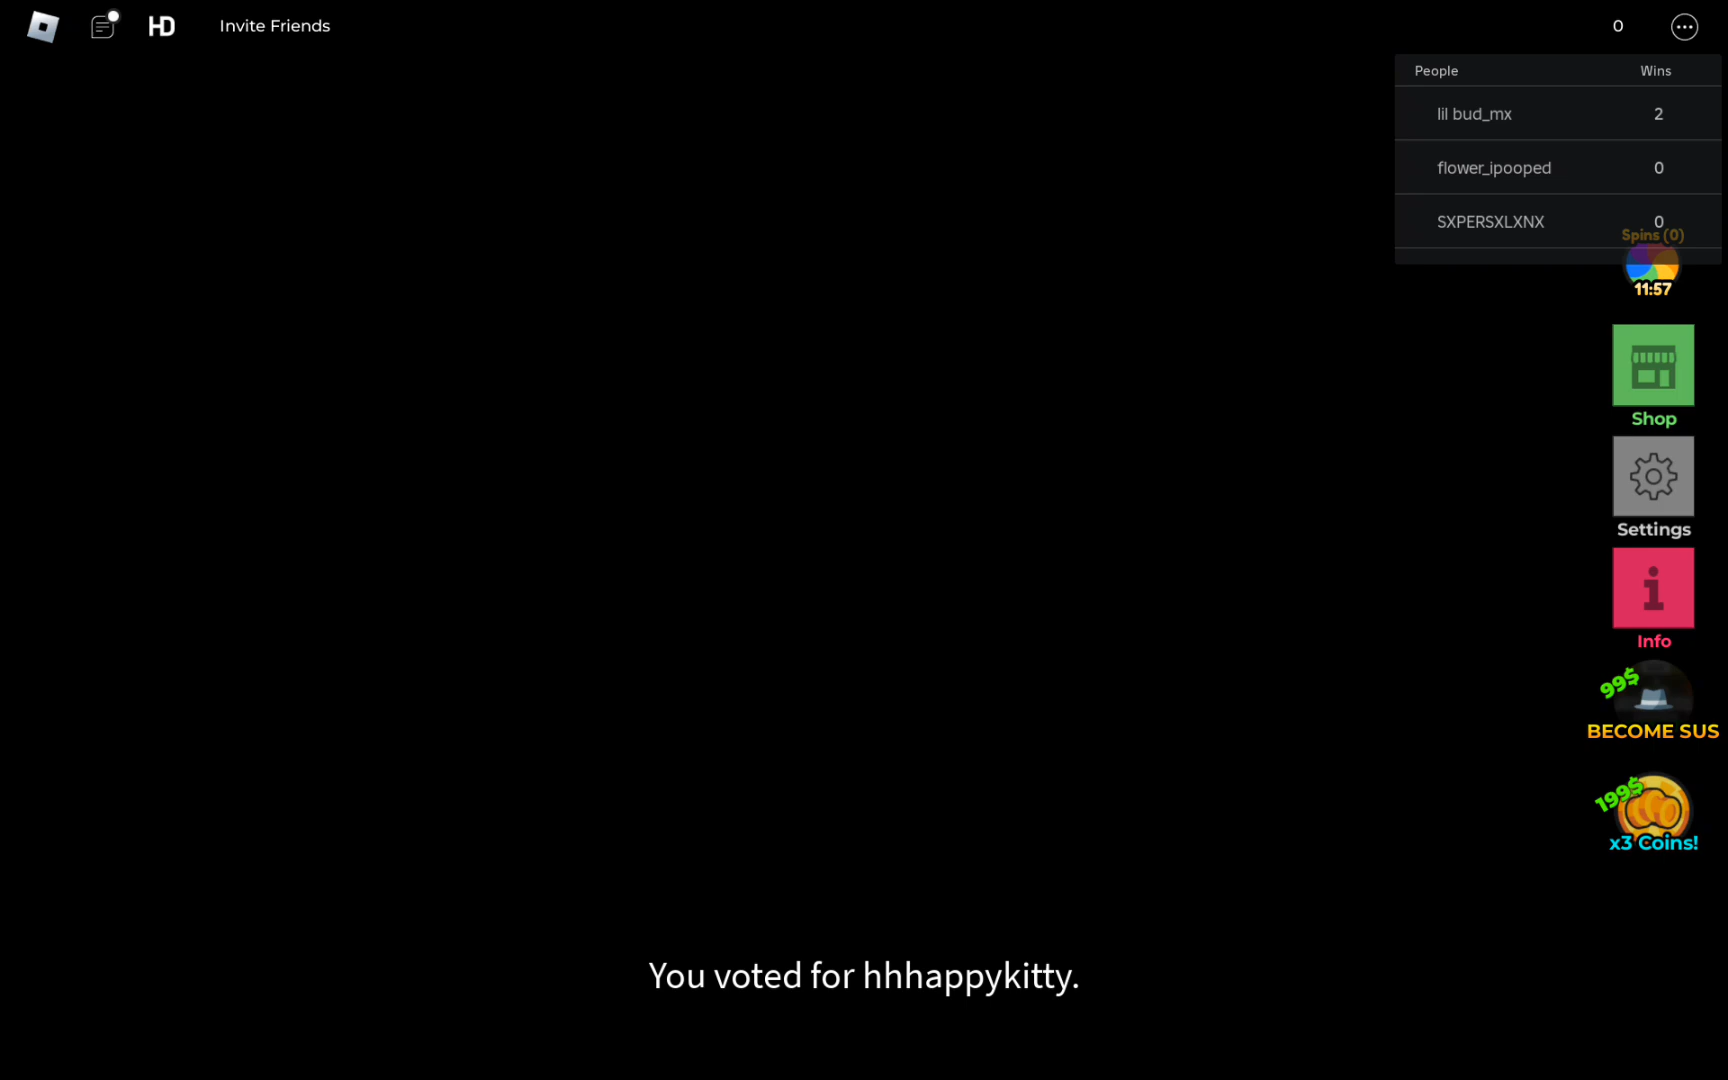 HD
Invite Friends
0
People Wins
lil bud_mx 2
flower_ipooped 0
SXPERSXLXNX 0
Spins (0)
11:57
Shop
Settings
i
Info
99$
BECOME SUS
199$
x3 Coins!
You voted for hhhappykitty.